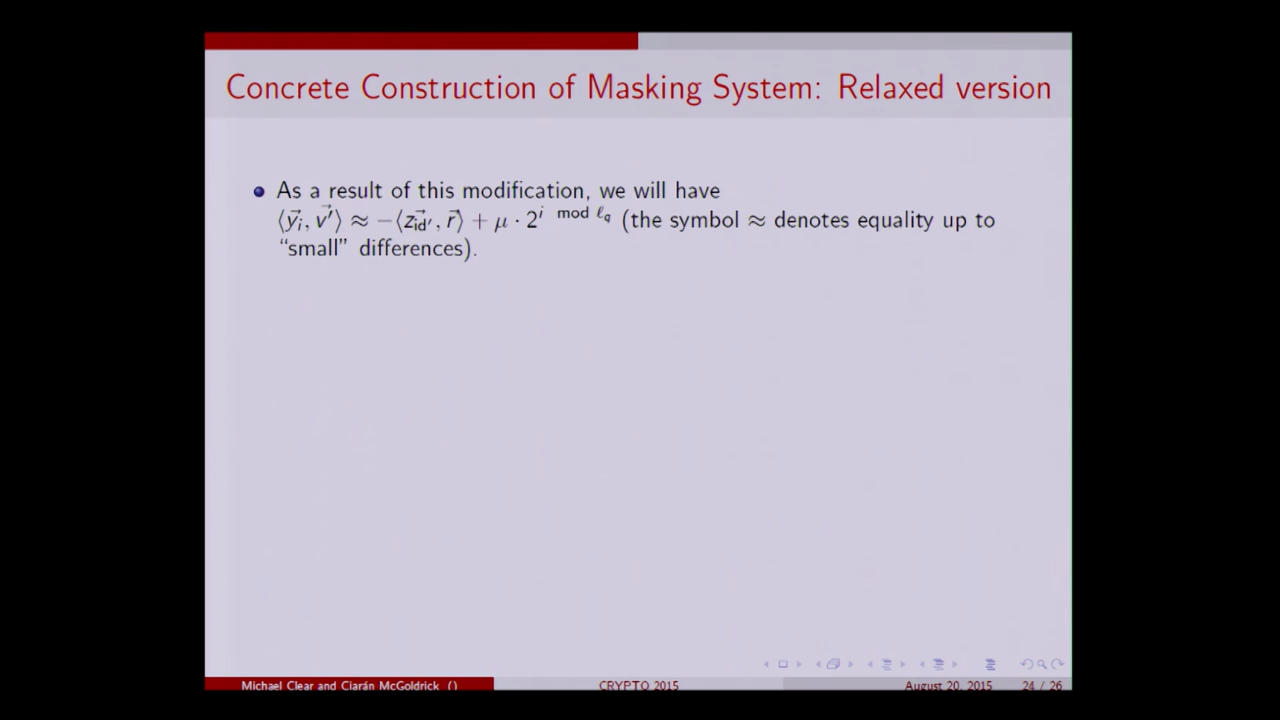 Concrete Construction of Masking System: Relaxed version
As a result of this modification, we will have
⟨y⃗ᵢ, v⃗′⟩ ≈ −⟨z⃗_id′, r⃗⟩ + μ · 2^(i mod ℓ_q) (the symbol ≈ denotes equality up to
“small” differences).
Michael Clear and Ciarán McGoldrick () CRYPTO 2015 August 20, 2015 24 / 26